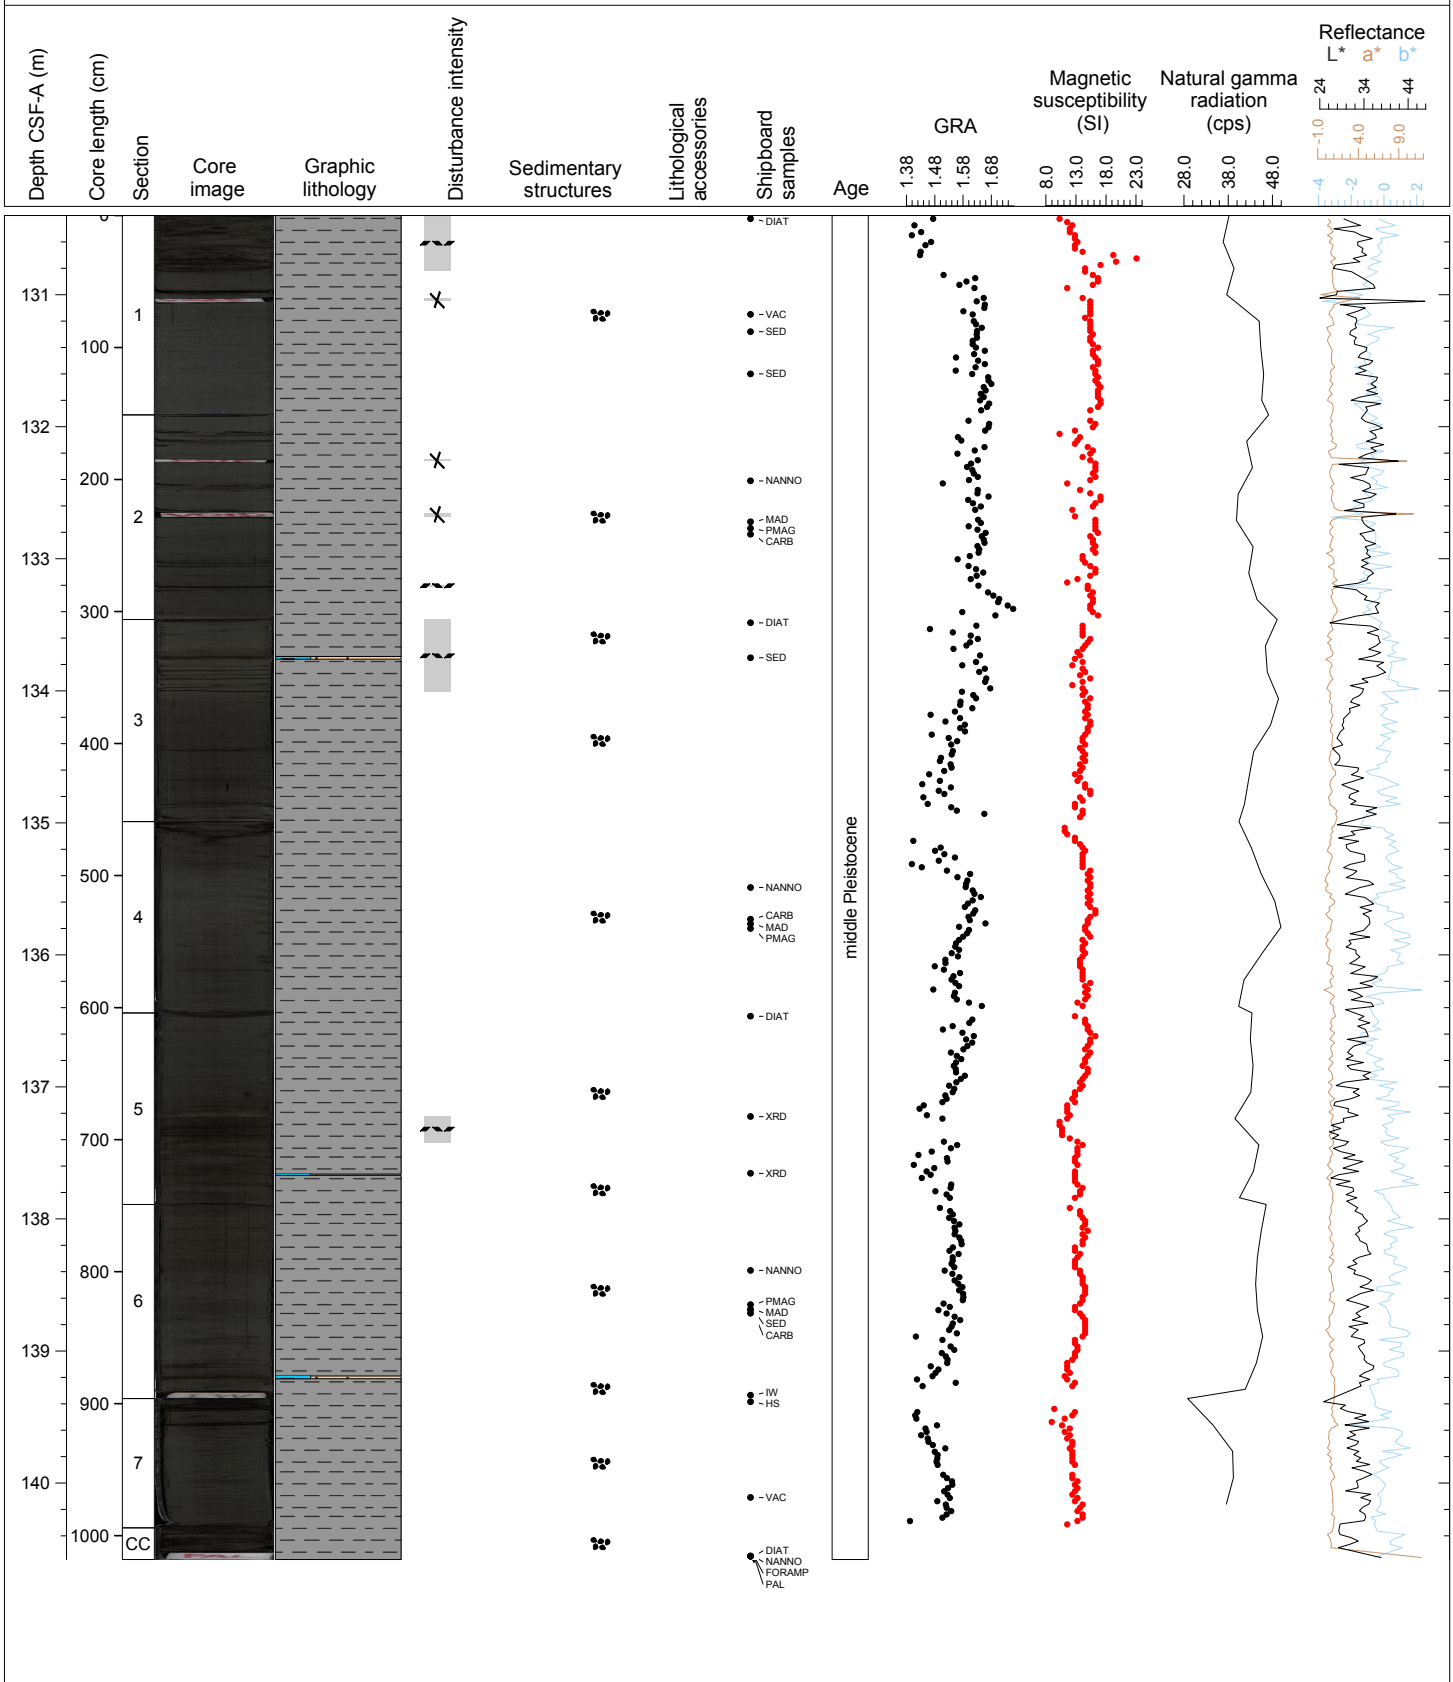 Depth CSF-A (m)
Core length (cm)
Section
Core
image
Graphic
lithology
Disturbance intensity
Sedimentary
structures
Lithological
accessories
Shipboard
samples
Age
GRA
1.38 1.48 1.58 1.68
Magnetic
susceptibility
(SI)
8.0 13.0 18.0 23.0
Natural gamma
radiation
(cps)
28.0 38.0 48.0
Reflectance
L* a* b*
24 34 44
-1.0 4.0 9.0
-4 -2 0 2
0
DIAT
131
1
VAC
SED
100
SED
132
200
NANNO
2
MAD
PMAG
CARB
133
300
DIAT
SED
134
3
400
135
middle Pleistocene
500
NANNO
4
CARB
MAD
PMAG
136
600
DIAT
137
5
XRD
700
XRD
138
800
NANNO
6
PMAG
MAD
SED
CARB
139
IW
900
HS
7
140
VAC
1000
CC
DIAT
NANNO
FORAMP
PAL